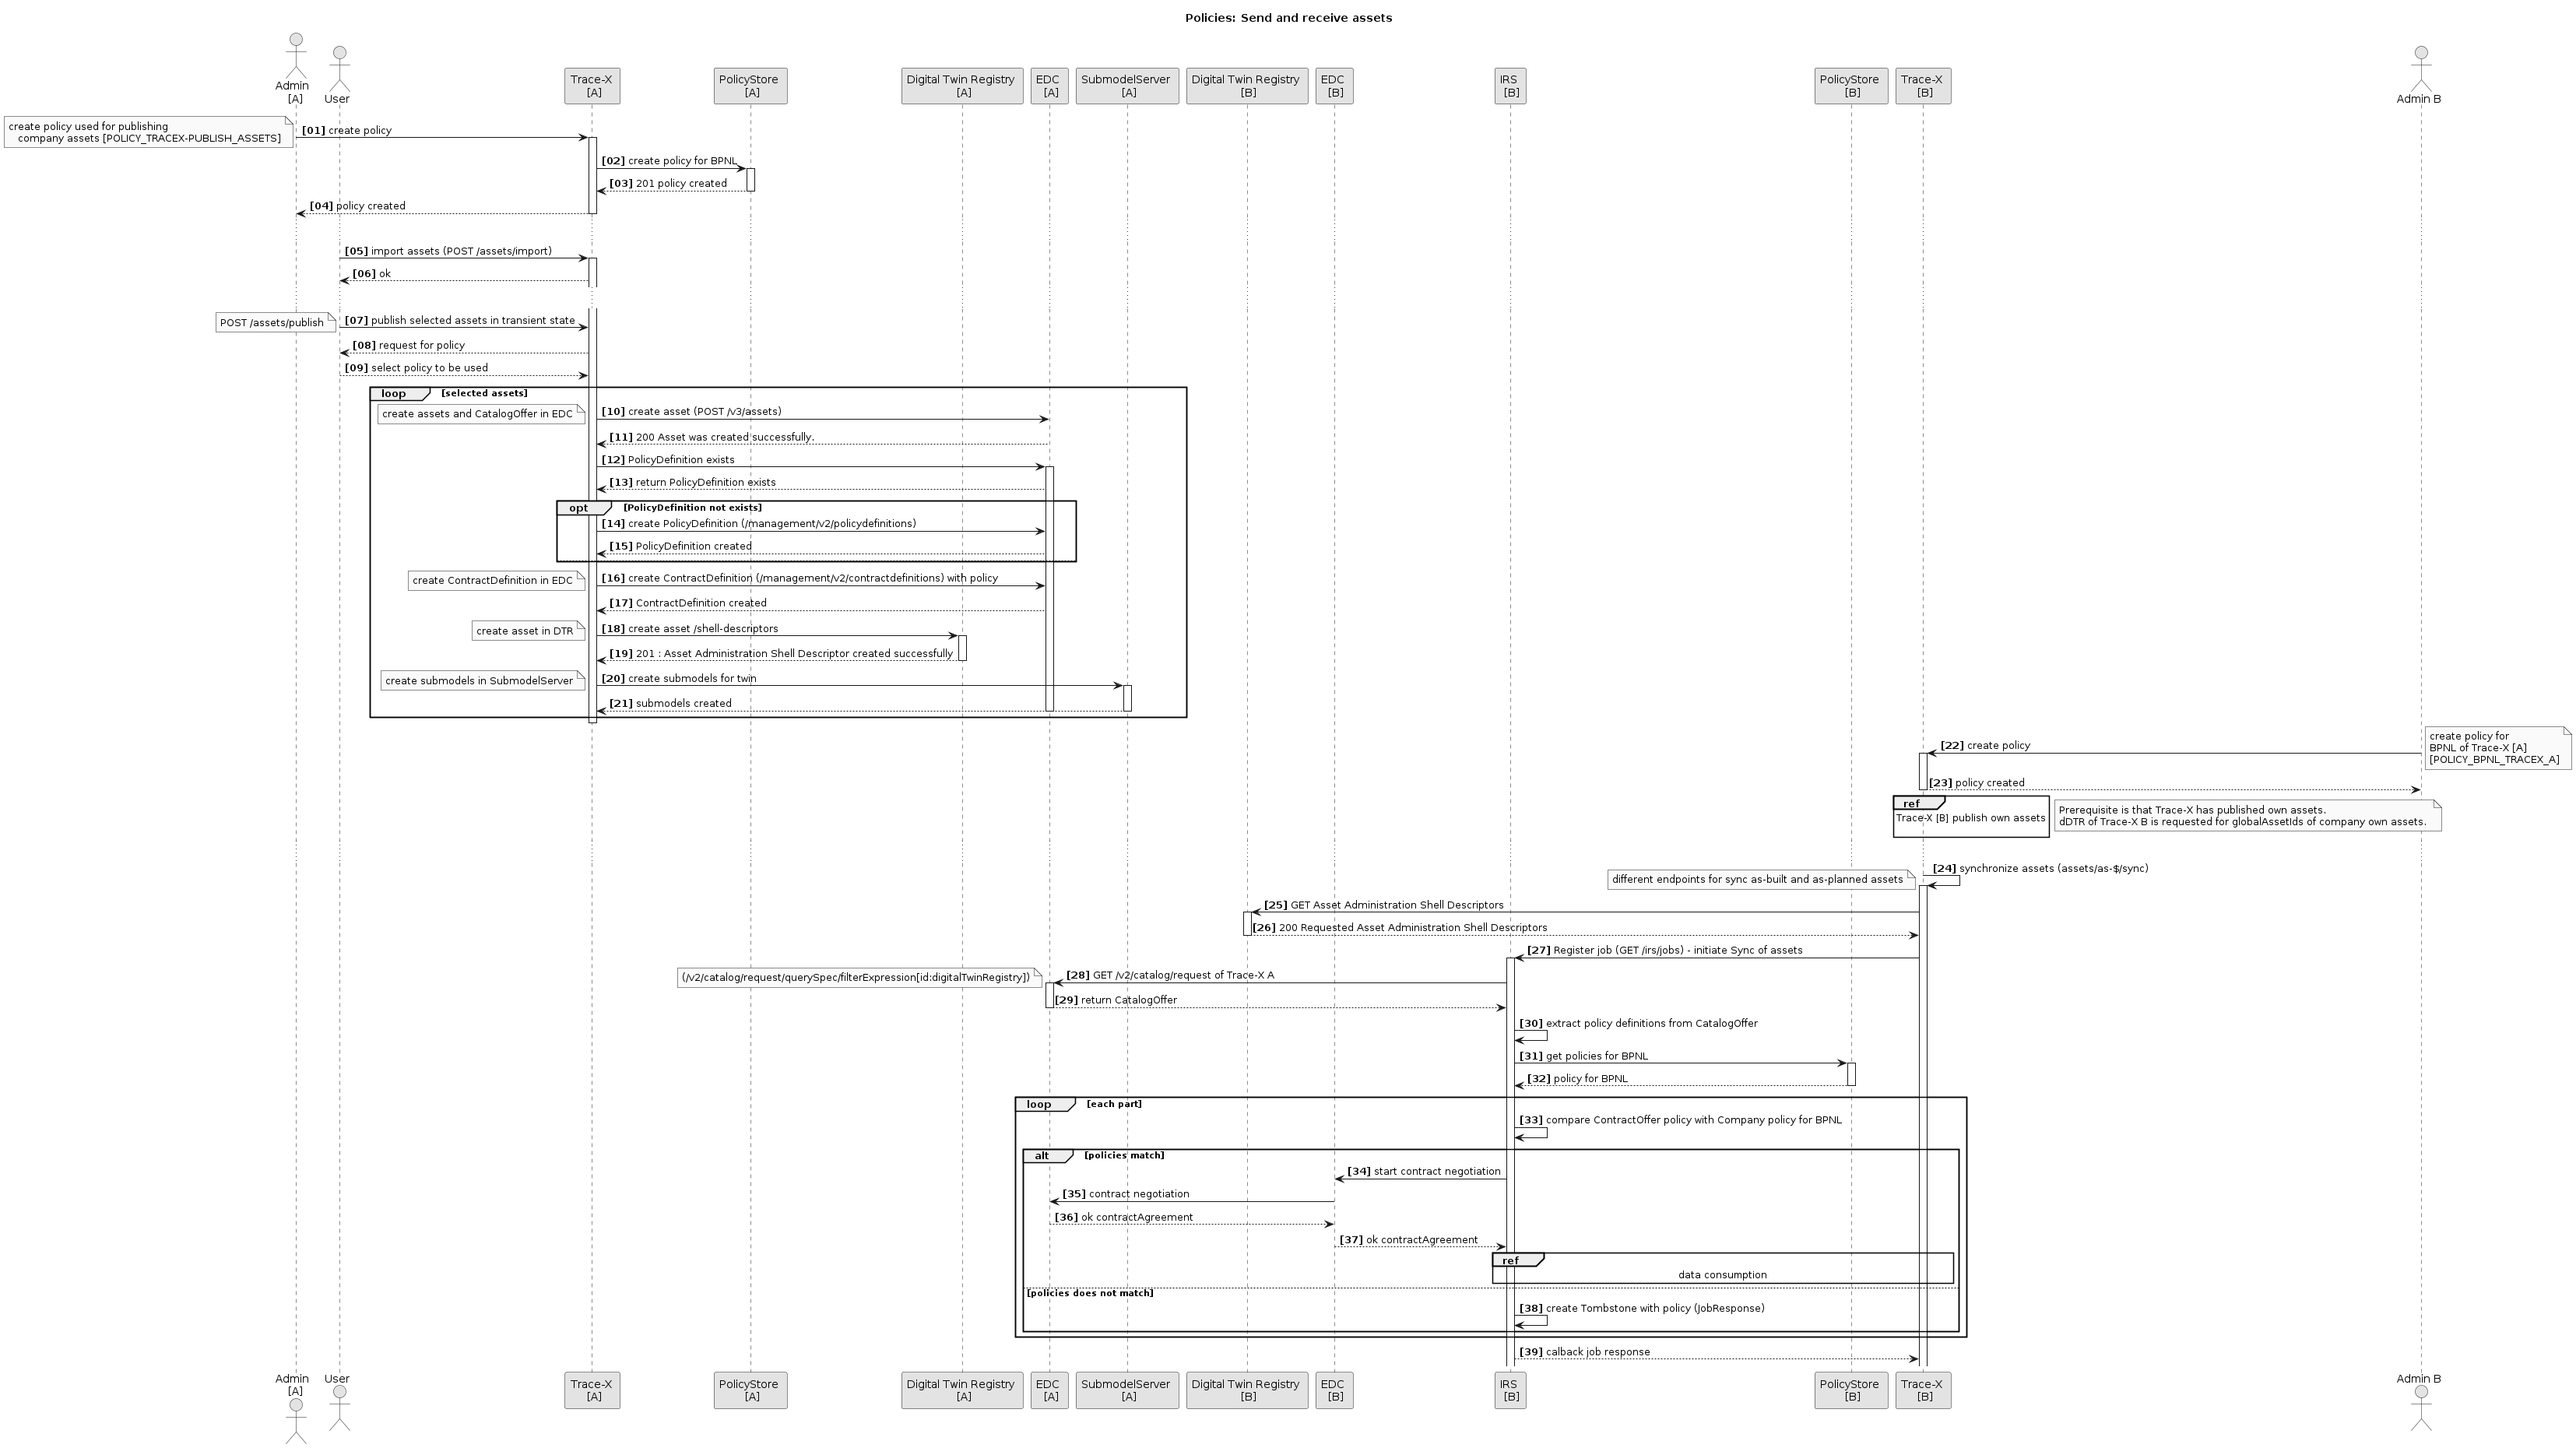 Policies: Send and receive assets
Admin
[A]
User
Trace-X
[A]
PolicyStore
[A]
Digital Twin Registry
[A]
EDC
[A]
SubmodelServer
[A]
Digital Twin Registry
[B]
EDC
[B]
IRS
[B]
PolicyStore
[B]
Trace-X
[B]
Admin B
create policy used for publishing
company assets [POLICY_TRACEX-PUBLISH_ASSETS]
[01] create policy
[02] create policy for BPNL
[03] 201 policy created
[04] policy created
[05] import assets (POST /assets/import)
[06] ok
POST /assets/publish
[07] publish selected assets in transient state
[08] request for policy
[09] select policy to be used
loop [selected assets]
create assets and CatalogOffer in EDC
[10] create asset (POST /v3/assets)
[11] 200 Asset was created successfully.
[12] PolicyDefinition exists
[13] return PolicyDefinition exists
opt [PolicyDefinition not exists]
[14] create PolicyDefinition (/management/v2/policydefinitions)
[15] PolicyDefinition created
create ContractDefinition in EDC
[16] create ContractDefinition (/management/v2/contractdefinitions) with policy
[17] ContractDefinition created
create asset in DTR
[18] create asset /shell-descriptors
[19] 201 : Asset Administration Shell Descriptor created successfully
create submodels in SubmodelServer
[20] create submodels for twin
[21] submodels created
[22] create policy
create policy for
BPNL of Trace-X [A]
[POLICY_BPNL_TRACEX_A]
[23] policy created
ref
Trace-X [B] publish own assets
Prerequisite is that Trace-X has published own assets.
dDTR of Trace-X B is requested for globalAssetIds of company own assets.
[24] synchronize assets (assets/as-$/sync)
different endpoints for sync as-built and as-planned assets
[25] GET Asset Administration Shell Descriptors
[26] 200 Requested Asset Administration Shell Descriptors
[27] Register job (GET /irs/jobs) - initiate Sync of assets
(/v2/catalog/request/querySpec/filterExpression[id:digitalTwinRegistry])
[28] GET /v2/catalog/request of Trace-X A
[29] return CatalogOffer
[30] extract policy definitions from CatalogOffer
[31] get policies for BPNL
[32] policy for BPNL
loop [each part]
[33] compare ContractOffer policy with Company policy for BPNL
alt [policies match]
[34] start contract negotiation
[35] contract negotiation
[36] ok contractAgreement
[37] ok contractAgreement
ref
data consumption
[policies does not match]
[38] create Tombstone with policy (JobResponse)
[39] calback job response
Admin
[A]
User
Trace-X
[A]
PolicyStore
[A]
Digital Twin Registry
[A]
EDC
[A]
SubmodelServer
[A]
Digital Twin Registry
[B]
EDC
[B]
IRS
[B]
PolicyStore
[B]
Trace-X
[B]
Admin B